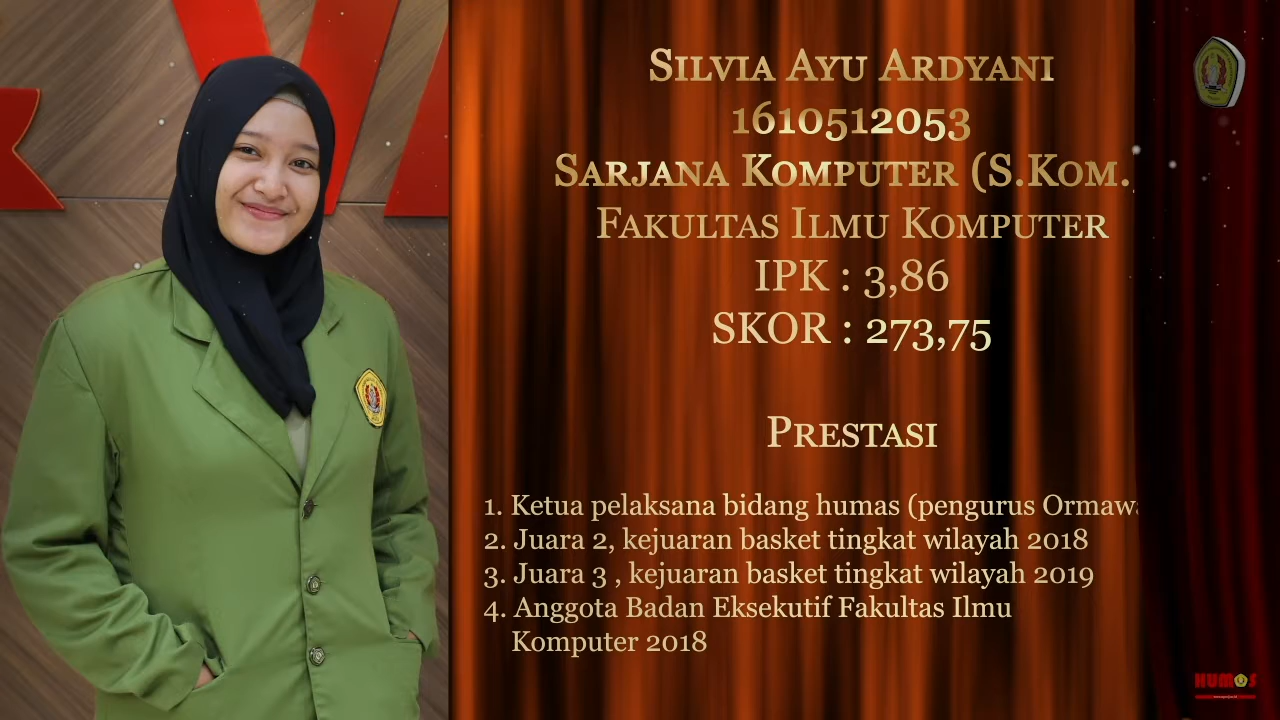 Silvia Ayu Ardyani
1610512053
Sarjana Komputer (S.Kom.
Fakultas Ilmu Komputer
IPK : 3,86
SKOR : 273,75
Prestasi
1. Ketua pelaksana bidang humas (pengurus Ormawa
2. Juara 2, kejuaran basket tingkat wilayah 2018
3. Juara 3 , kejuaran basket tingkat wilayah 2019
4. Anggota Badan Eksekutif Fakultas Ilmu
Komputer 2018
HUMAS